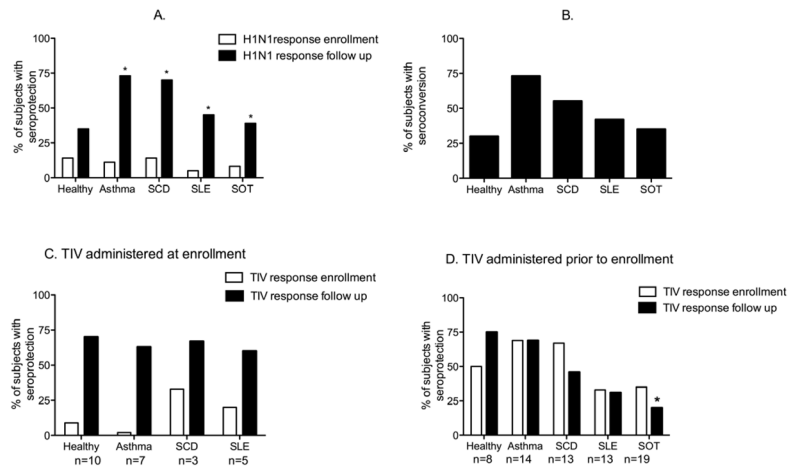 A.
H1N1response enrollment
H1N1 response follow up
% of subjects with
seroprotection
100
75
50
25
0
Healthy Asthma SCD SLE SOT
* * * *
B.
% of subjects with
seroconversion
100
75
50
25
0
Healthy Asthma SCD SLE SOT
C. TIV administered at enrollment
TIV response enrollment
TIV response follow up
% of subjects with
seroprotection
100
75
50
25
0
Healthy Asthma SCD SLE
n=10 n=7 n=3 n=5
D. TIV administered prior to enrollment
TIV response enrollment
TIV response follow up
% of subjects with
seroprotection
100
75
50
25
0
*
Healthy Asthma SCD SLE SOT
n=8 n=14 n=13 n=13 n=19